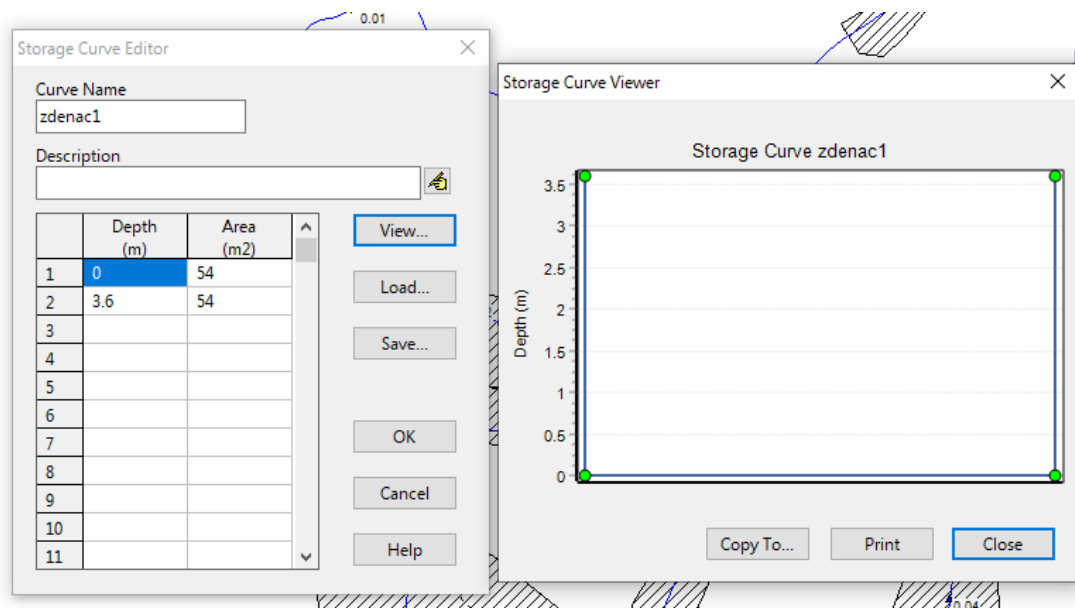 0.01
Storage Curve Editor
Curve Name
zdenac1
Description
Depth
(m)
Area
(m2)
1 0 54
2 3.6 54
3
4
5
6
7
8
9
10
11
View...
Load...
Save...
OK
Cancel
Help
Storage Curve Viewer
Storage Curve zdenac1
Depth (m)
3.5
3
2.5
2
1.5
1
0.5
0
Copy To...
Print
Close
0.04